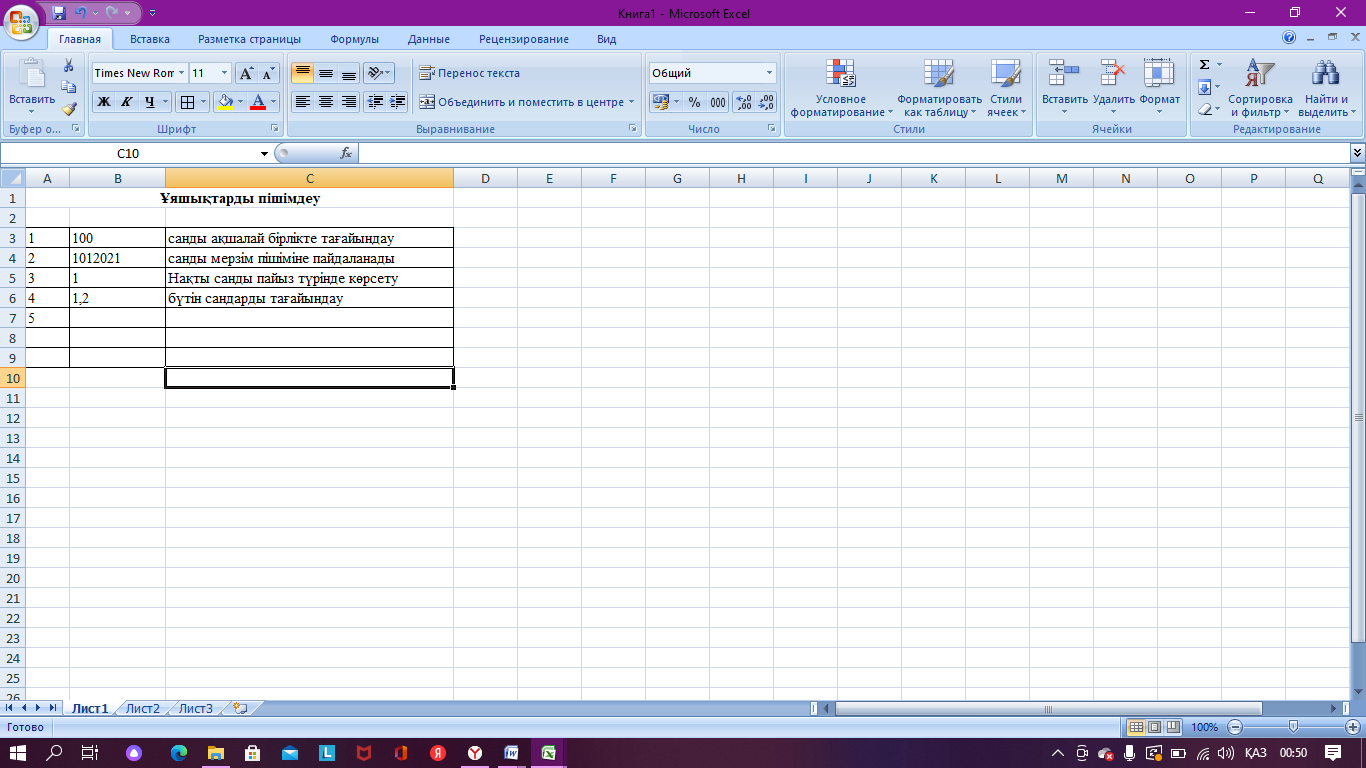 Книга1 - Microsoft Excel
Главная Вставка Разметка страницы Формулы Данные Рецензирование Вид
Вставить
Буфер о...
Times New Rom 11
Ж К Ч
Шрифт
Перенос текста
Объединить и поместить в центре
Выравнивание
Общий
% 000
Число
Условное форматирование
Форматировать как таблицу
Стили ячеек
Стили
Вставить Удалить Формат
Ячейки
Σ
Сортировка и фильтр
Найти и выделить
Редактирование
C10 fx
A B C D E F G H I J K L M N O P Q
1 Ұяшықтарды пішімдеу
2
3 1 100 санды ақшалай бірлікте тағайындау
4 2 1012021 санды мерзім пішіміне пайдаланады
5 3 1 Нақты санды пайыз түрінде көрсету
6 4 1,2 бүтін сандарды тағайындау
7 5
8
9
10
11
12
13
14
15
16
17
18
19
20
21
22
23
24
25
26
Лист1 Лист2 Лист3
Готово 100%
ҚАЗ 00:50